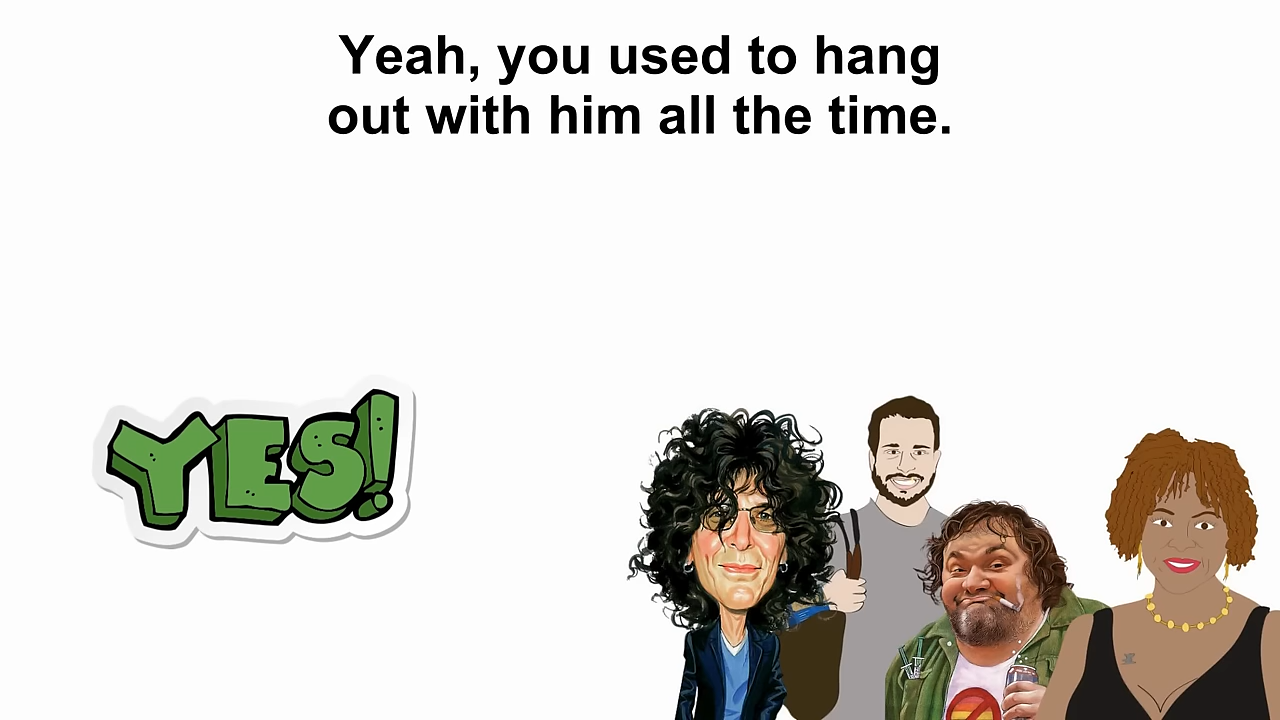 Yeah, you used to hang
out with him all the time.
YES!